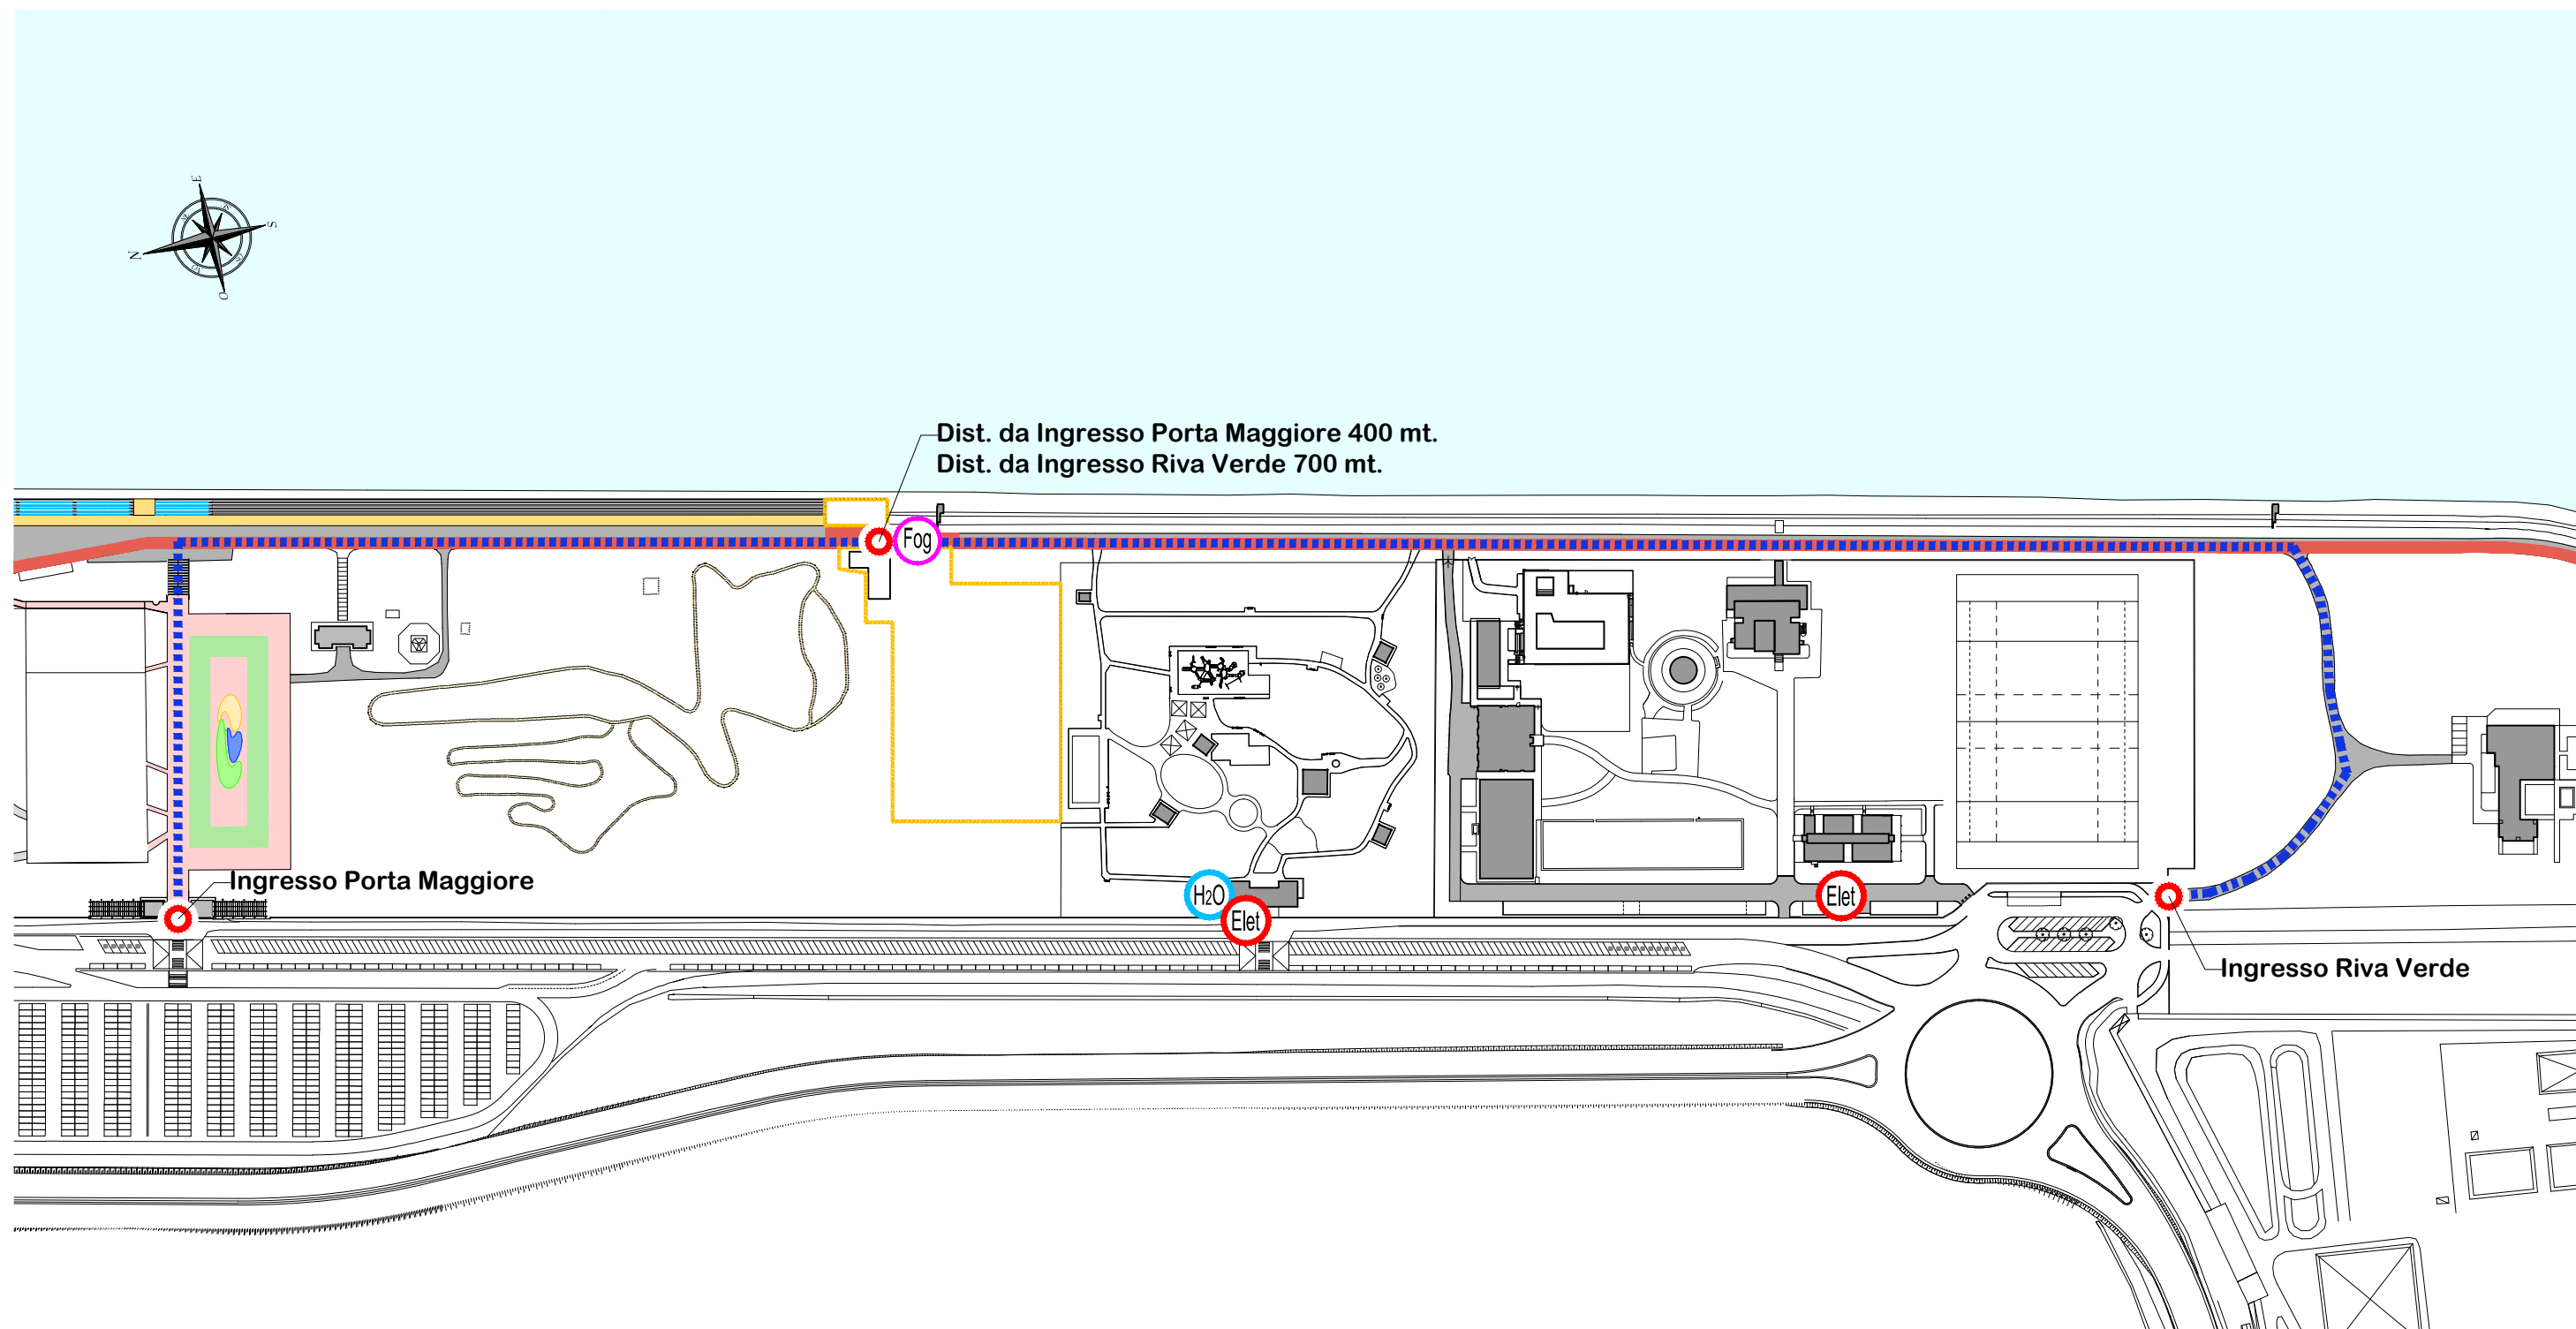 E
S
N
O
Dist. da Ingresso Porta Maggiore 400 mt.
Dist. da Ingresso Riva Verde 700 mt.
Fog
Ingresso Porta Maggiore
H2O
Elet
Elet
Ingresso Riva Verde